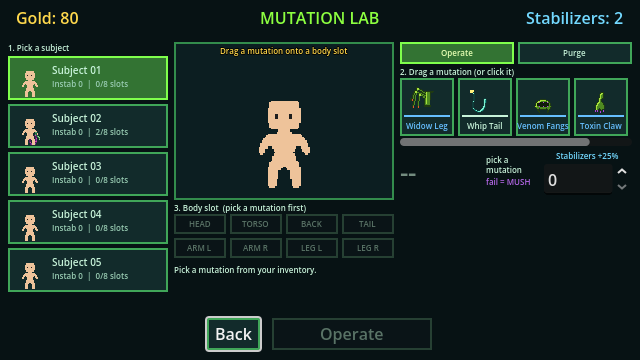 Gold: 80
MUTATION LAB
Stabilizers: 2
1. Pick a subject
Subject 01
Instab 0 | 0/8 slots
Subject 02
Instab 0 | 2/8 slots
Subject 03
Instab 0 | 0/8 slots
Subject 04
Instab 0 | 0/8 slots
Subject 05
Instab 0 | 0/8 slots
Drag a mutation onto a body slot
3. Body slot (pick a mutation first)
HEAD
TORSO
BACK
TAIL
ARM L
ARM R
LEG L
LEG R
Pick a mutation from your inventory.
Operate
Purge
2. Drag a mutation (or click it)
Widow Leg
Whip Tail
Venom Fangs
Toxin Claw
--
pick a
mutation
fail = MUSH
Stabilizers +25%
0
Back
Operate